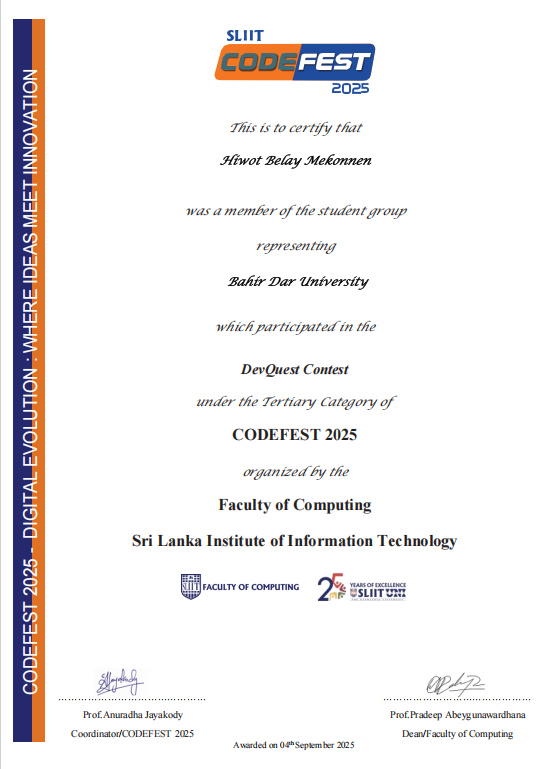 SLIIT
CODEFEST
2025
This is to certify that
Hiwot Belay Mekonnen
was a member of the student group
representing
Bahir Dar University
which participated in the
DevQuest Contest
under the Tertiary Category of
CODEFEST 2025
organized by the
Faculty of Computing
Sri Lanka Institute of Information Technology
SLIIT FACULTY OF COMPUTING
25 YEARS OF EXCELLENCE
SLIIT UNI
Prof.Anuradha Jayakody
Coordinator/CODEFEST 2025
Prof.Pradeep Abeygunawardhana
Dean/Faculty of Computing
Awarded on 04th September 2025
CODEFEST 2025 - DIGITAL EVOLUTION : WHERE IDEAS MEET INNOVATION